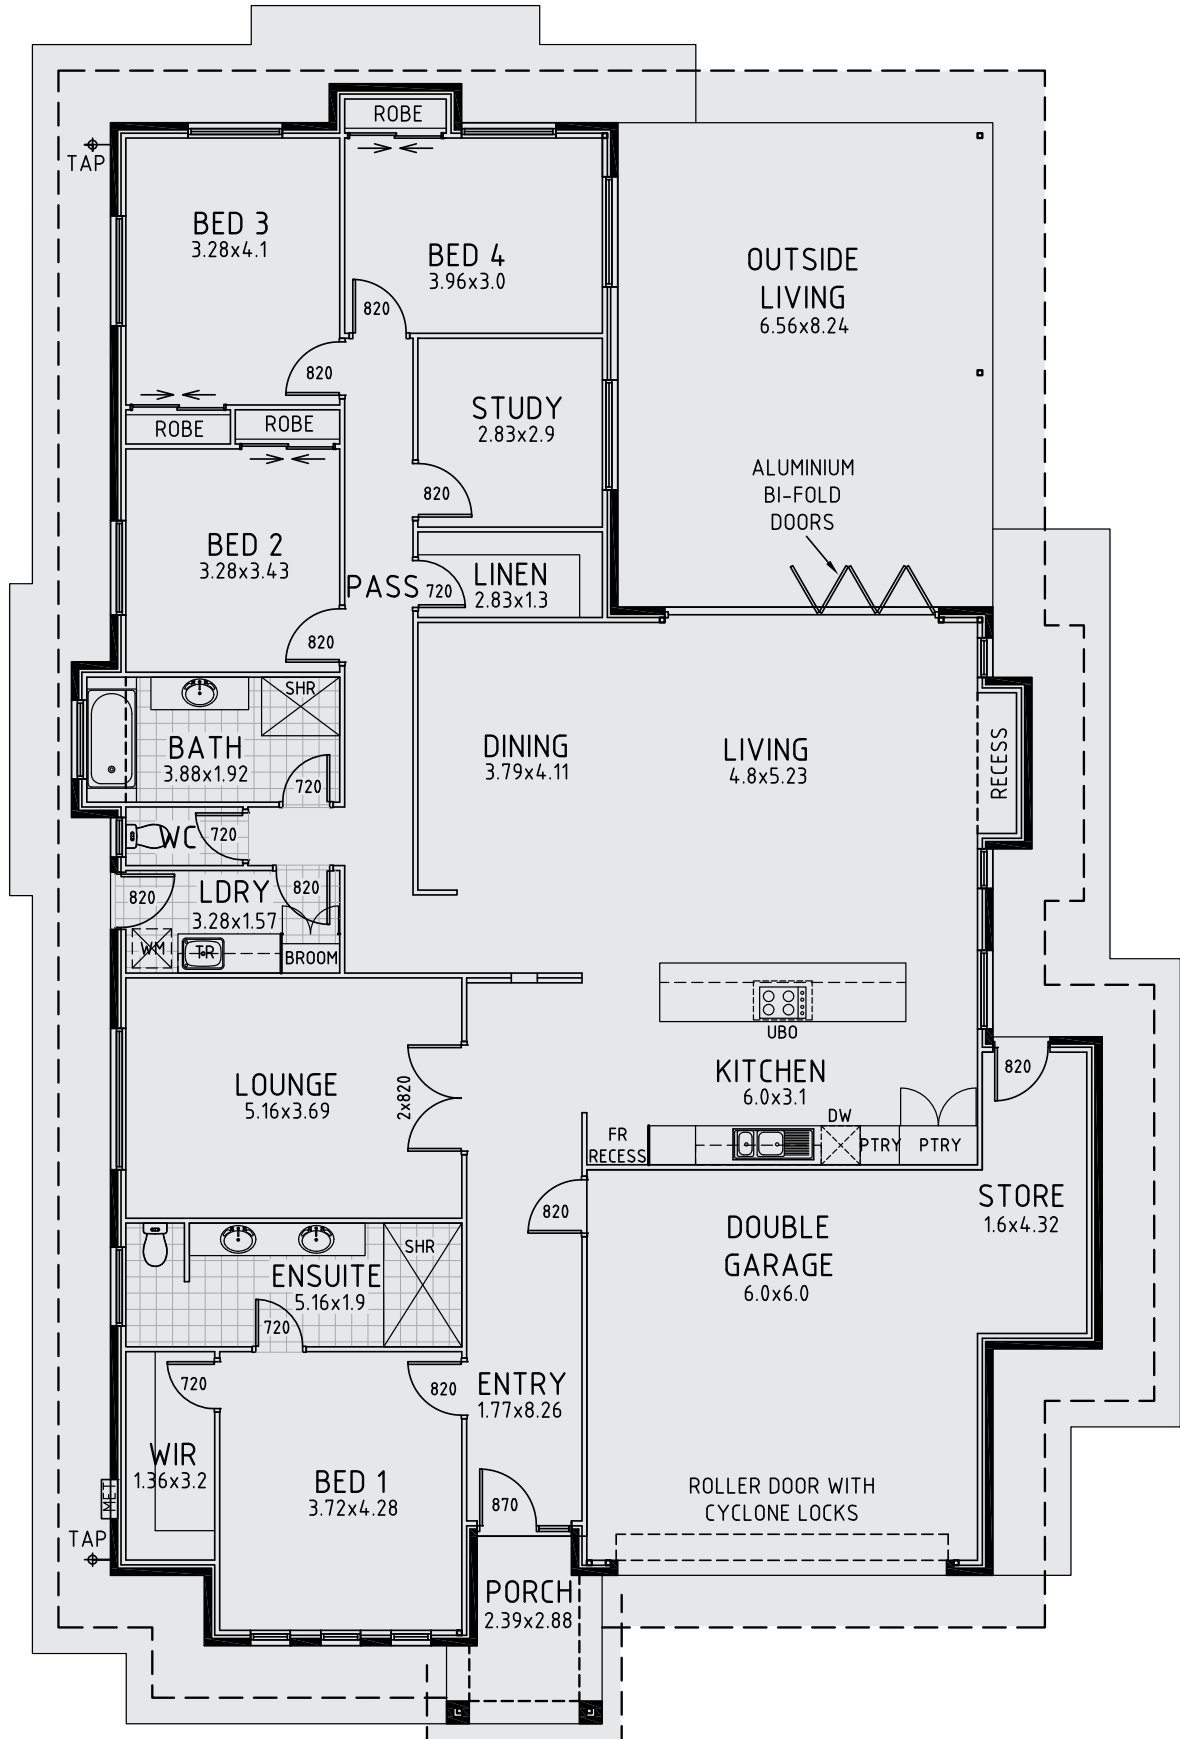 ROBE
TAP
BED 3
3.28x4.1
BED 4
3.96x3.0
OUTSIDE
LIVING
6.56x8.24
820
820
ROBE
ROBE
STUDY
2.83x2.9
820
ALUMINIUM
BI-FOLD
DOORS
BED 2
3.28x3.43
PASS
720
LINEN
2.83x1.3
820
SHR
BATH
3.88x1.92
720
DINING
3.79x4.11
LIVING
4.8x5.23
RECESS
WC
720
820
LDRY
3.28x1.57
820
WM
TR
BROOM
UBO
KITCHEN
6.0x3.1
820
LOUNGE
5.16x3.69
2x820
DW
FR
RECESS
PTRY
PTRY
STORE
1.6x4.32
820
DOUBLE
GARAGE
6.0x6.0
SHR
ENSUITE
5.16x1.9
720
720
820
ENTRY
1.77x8.26
WIR
1.36x3.2
BED 1
3.72x4.28
870
ROLLER DOOR WITH
CYCLONE LOCKS
MET
TAP
PORCH
2.39x2.88